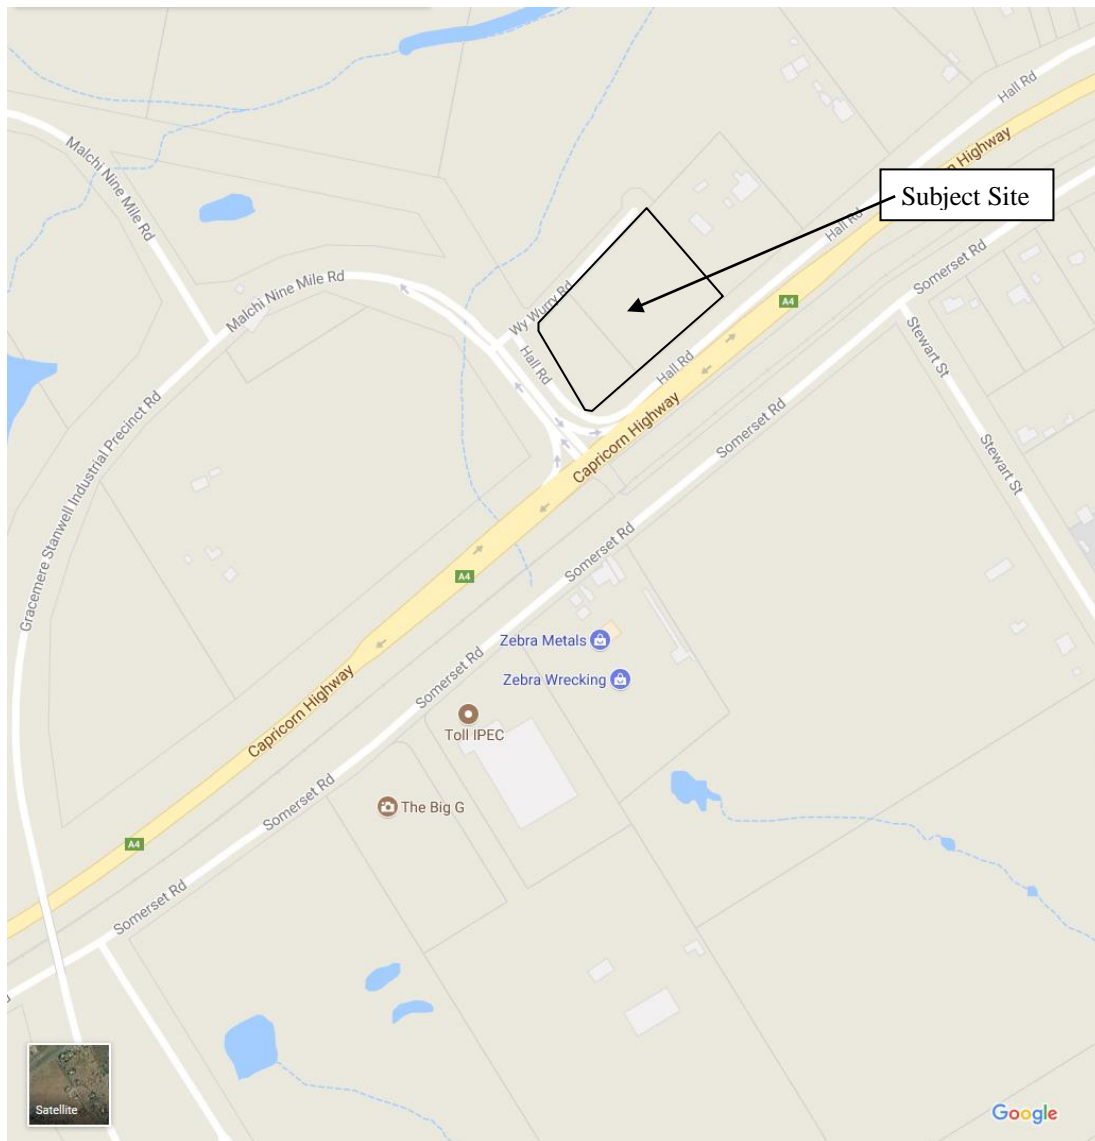 Hall Rd
Capricorn Highway
n Highway
Malchi Nine Mile Rd
Subject Site
Hall Rd
Somerset Rd
Malchi Nine Mile Rd
Wy Wurry Rd
A4
Stewart St
Hall Rd
Hall Rd
Gracemere Stanwell Industrial Precinct Rd
Capricorn Highway
Somerset Rd
Stewart St
Somerset Rd
A4
Zebra Metals
Somerset Rd
Zebra Wrecking
Capricorn Highway
Toll IPEC
Somerset Rd
The Big G
A4
Somerset Rd
Satellite
Google